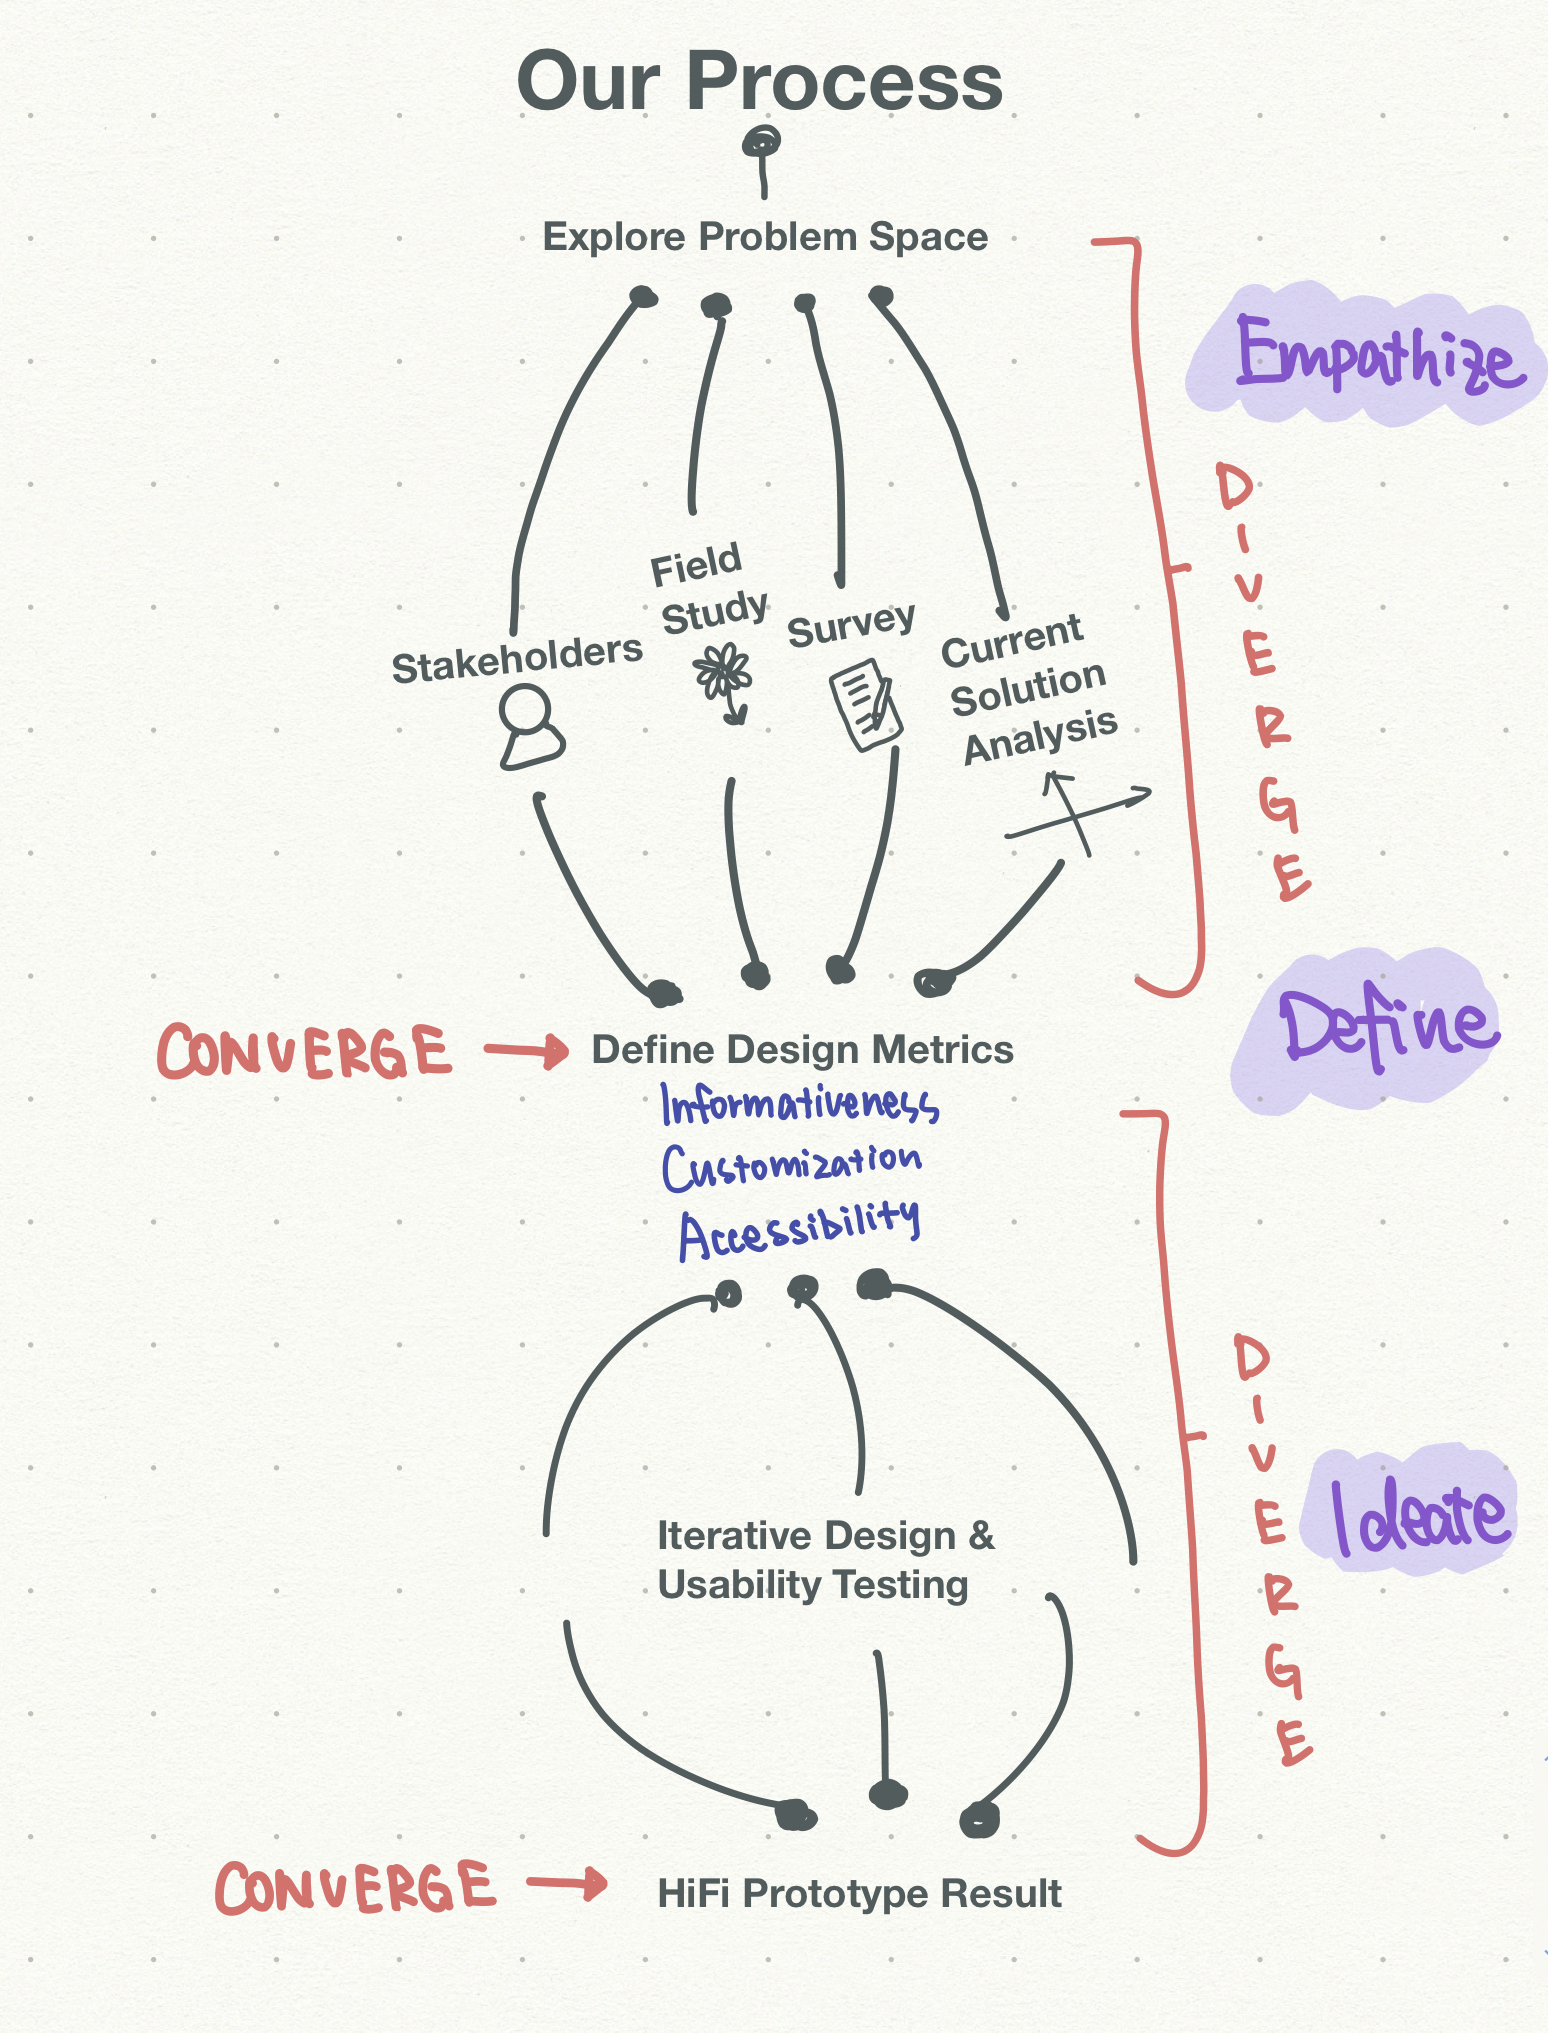 Our Process
Explore Problem Space
Empathize
DIVERGE
Field
Study
Stakeholders
Survey
Current
Solution
Analysis
Define
CONVERGE
Define Design Metrics
Informativeness
Customization
Accessibility
DIVERGE
Ideate
Iterative Design &
Usability Testing
CONVERGE
HiFi Prototype Result